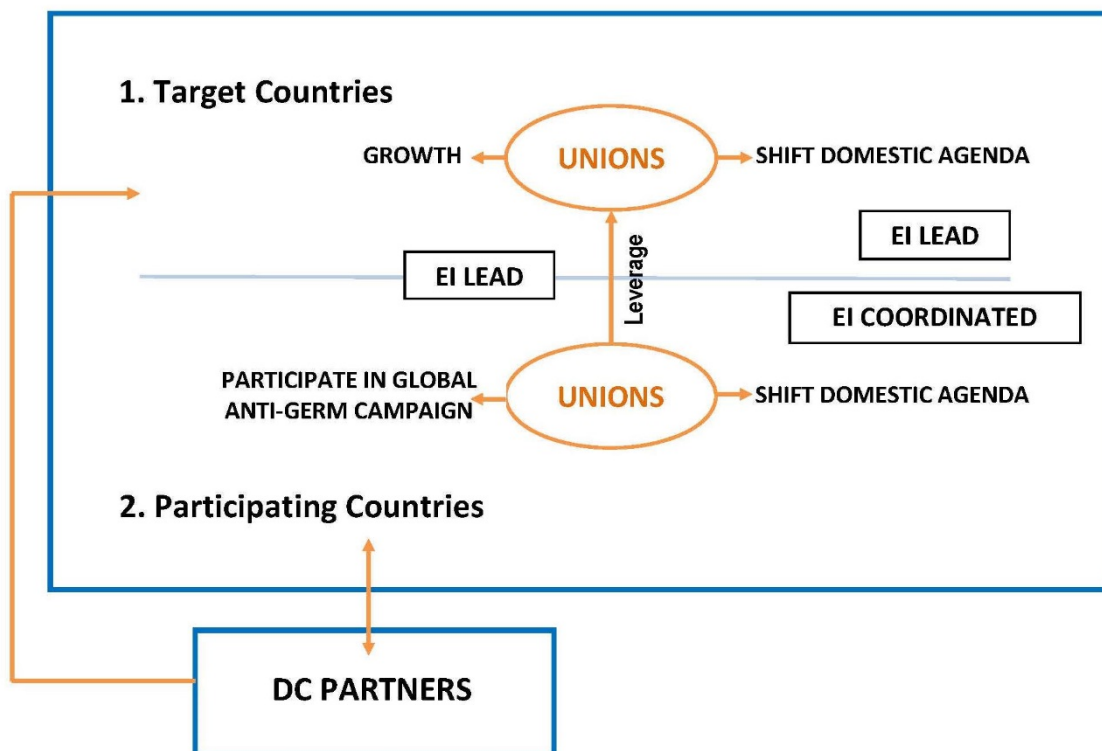 1. Target Countries
GROWTH
UNIONS
SHIFT DOMESTIC AGENDA
EI LEAD
EI LEAD
Leverage
EI COORDINATED
PARTICIPATE IN GLOBAL
ANTI-GERM CAMPAIGN
UNIONS
SHIFT DOMESTIC AGENDA
2. Participating Countries
DC PARTNERS